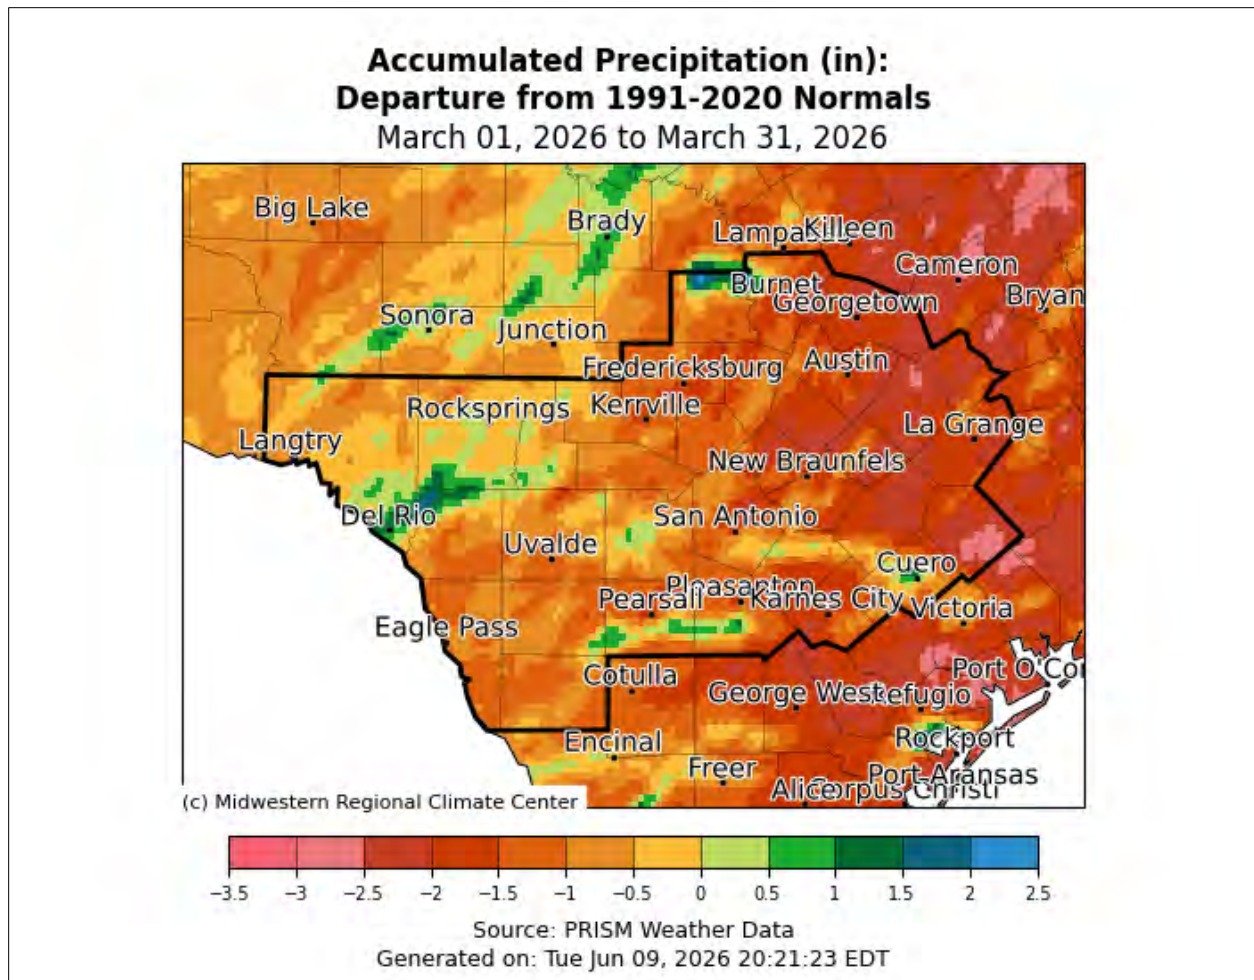 Accumulated Precipitation (in):
Departure from 1991-2020 Normals
March 01, 2026 to March 31, 2026
Big Lake
Brady
Lampasas
Killeen
Cameron
Burnet
Georgetown
Bryan
Sonora
Junction
Fredericksburg
Austin
Rocksprings
Kerrville
La Grange
Langtry
New Braunfels
Del Rio
San Antonio
Uvalde
Cuero
Pleasanton
Pearsall
Karnes City
Victoria
Eagle Pass
Cotulla
Port O'Cor
George West
Refugio
Encinal
Rockport
Freer
Port Aransas
Alice
Corpus Christi
(c) Midwestern Regional Climate Center
−3.5 −3 −2.5 −2 −1.5 −1 −0.5 0 0.5 1 1.5 2 2.5
Source: PRISM Weather Data
Generated on: Tue Jun 09, 2026 20:21:23 EDT